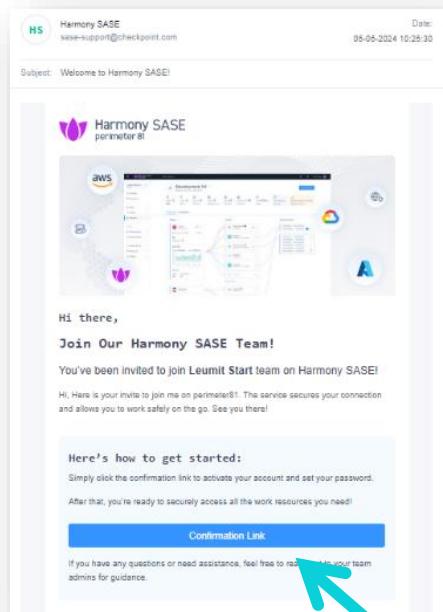 HS
Harmony SASE
sase-support@checkpoint.com
Date:
05-05-2024 10:25:30
Subject: Welcome to Harmony SASE!
Harmony SASE
perimeter 81
aws
Hi there,
Join Our Harmony SASE Team!
You've been invited to join Leumit Start team on Harmony SASE!
Hi, Here is your invite to join me on perimeter81. The service secures your connection
and allows you to work safely on the go. See you there!
Here's how to get started:
Simply click the confirmation link to activate your account and set your password.
After that, you're ready to securely access all the work resources you need!
Confirmation Link
If you have any questions or need assistance, feel free to your team
admins for guidance.